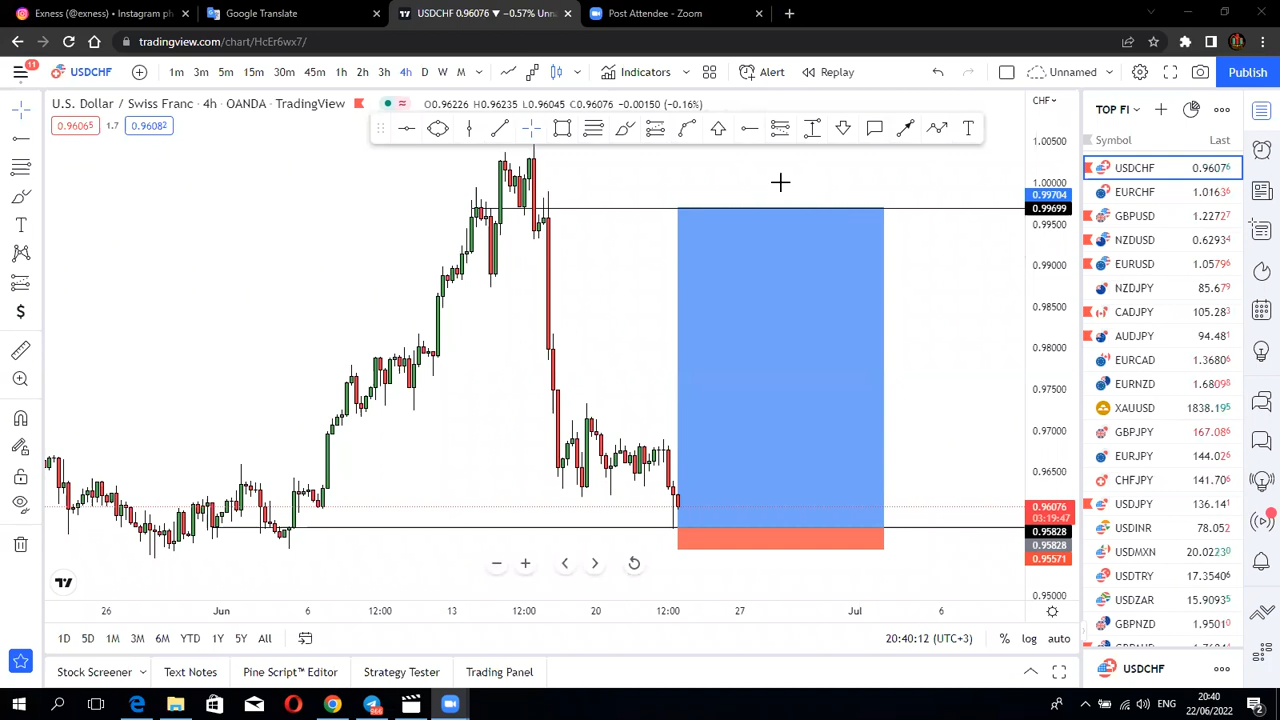 Exness (@exness) • Instagram ph
Google Translate
USDCHF 0.96076 ▼ −0.57% Unna
Post Attendee - Zoom
tradingview.com/chart/HcEr6wx7/
11
USDCHF
1m 3m 5m 15m 30m 45m 1h 2h 3h 4h D W M
Indicators
Alert
Replay
Unnamed
Publish
U.S. Dollar / Swiss Franc · 4h · OANDA · TradingView
O0.96226 H0.96235 L0.96045 C0.96076 −0.00150 (−0.16%)
0.96065 1.7 0.96082
CHF
1.00500
1.00000
0.99704
0.99699
0.99500
0.99000
0.98500
0.98000
0.97500
0.97000
0.96500
0.96076
03:19:47
0.95828
0.95828
0.95571
0.95000
26 Jun 6 12:00 13 12:00 20 12:00 27 Jul 6
1D 5D 1M 3M 6M YTD 1Y 5Y All
20:40:12 (UTC+3) % log auto
Stock Screener Text Notes Pine Script™ Editor Strategy Tester Trading Panel
TOP FI
Symbol Last
USDCHF 0.96076
EURCHF 1.01636
GBPUSD 1.22727
NZDUSD 0.62934
EURUSD 1.05796
NZDJPY 85.679
CADJPY 105.283
AUDJPY 94.481
EURCAD 1.36806
EURNZD 1.68098
XAUUSD 1838.195
GBPJPY 167.086
EURJPY 144.026
CHFJPY 141.706
USDJPY 136.141
USDINR 78.052
USDMXN 20.0223
USDTRY 17.35406
USDZAR 15.90935
GBPNZD 1.95010
USDCHF
ENG
20:40
22/06/2022
2